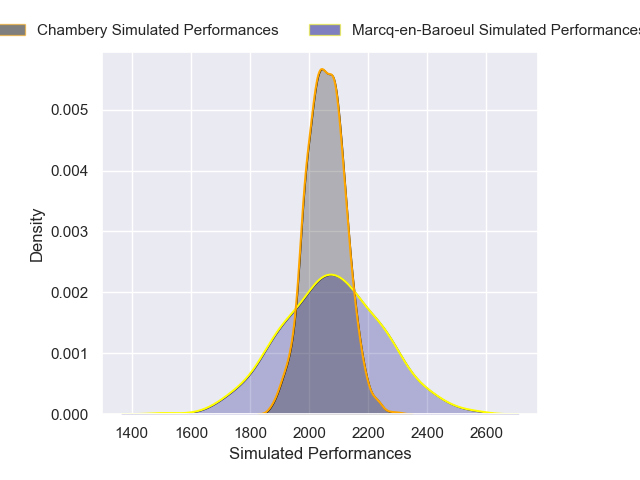 Chambery Simulated Performances
Marcq-en-Baroeul Simulated Performances
0.005
0.004
0.003
0.002
0.001
0.000
Density
1400 1600 1800 2000 2200 2400 2600
Simulated Performances